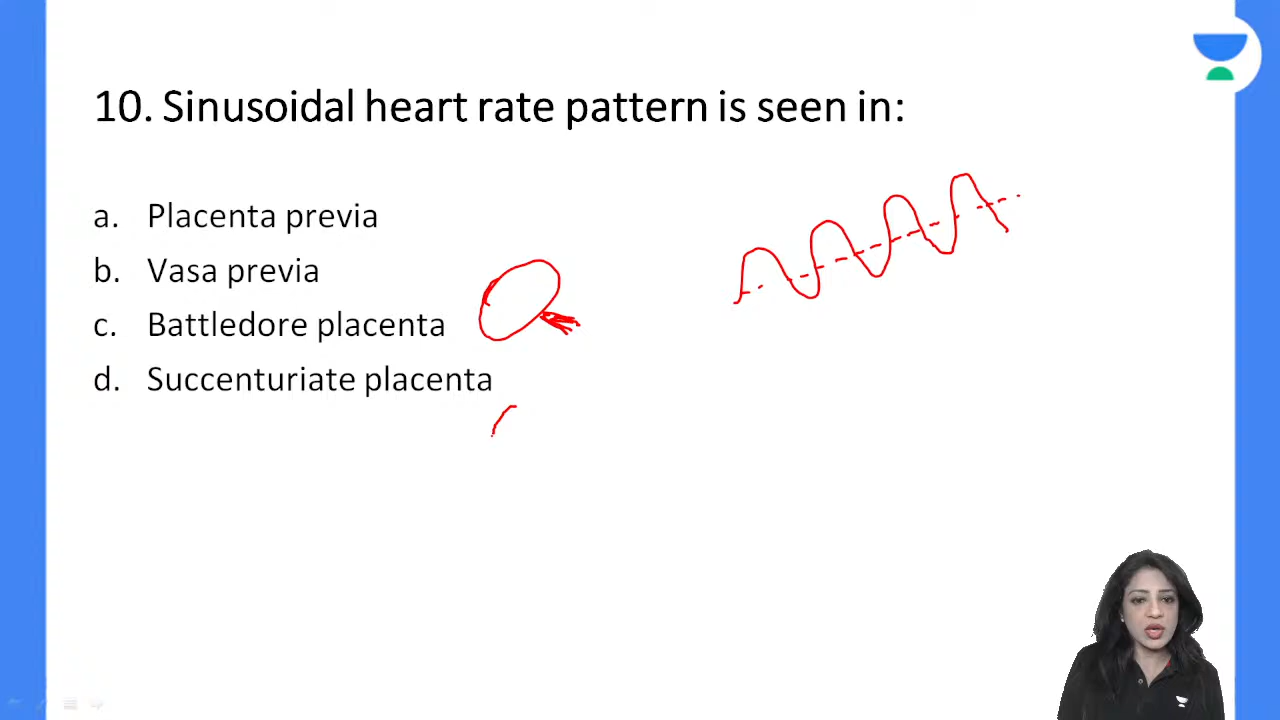 10. Sinusoidal heart rate pattern is seen in:
a. Placenta previa
b. Vasa previa
c. Battledore placenta
d. Succenturiate placenta